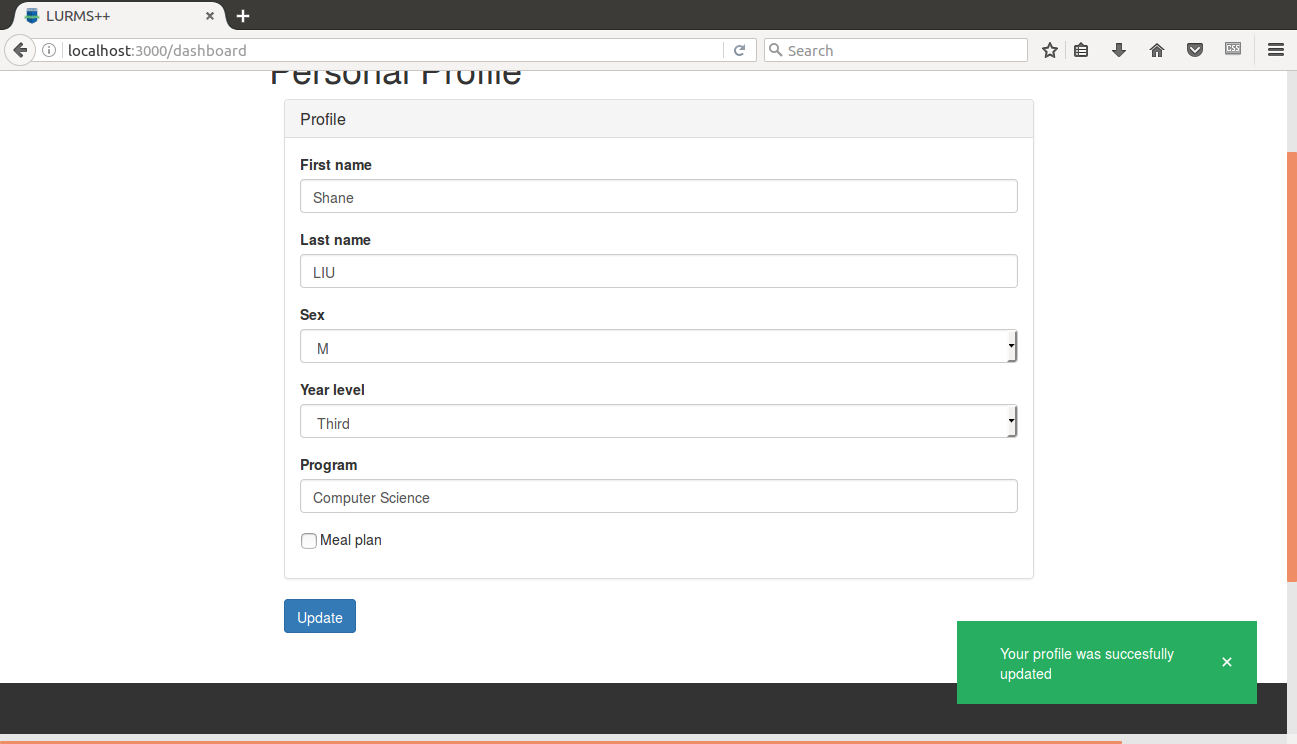 LURMS++
localhost:3000/dashboard
Search
CSS
Personal Profile
Profile
First name
Shane
Last name
LIU
Sex
M
Year level
Third
Program
Computer Science
Meal plan
Update
Your profile was succesfully
updated